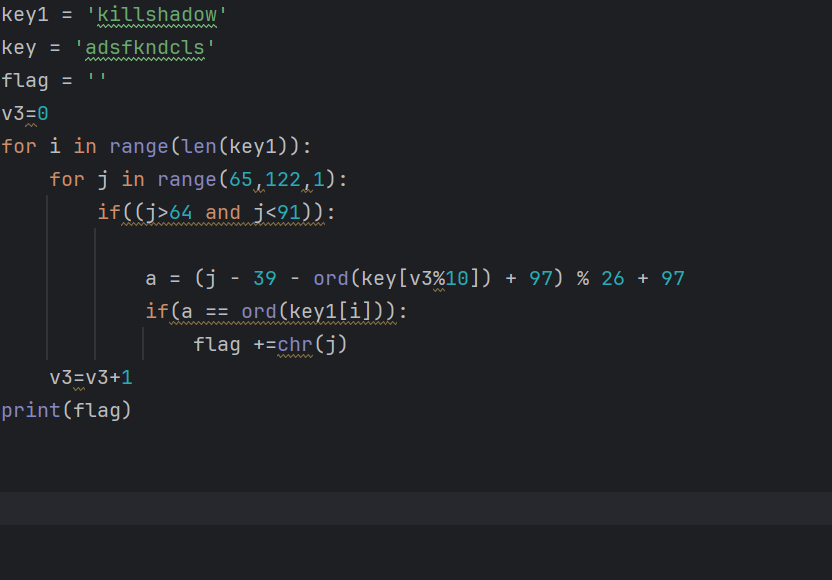 key1 = 'killshadow'
key = 'adsfkndcls'
flag = ''
v3=0
for i in range(len(key1)):
    for j in range(65,122,1):
        if((j>64 and j<91)):
            a = (j - 39 - ord(key[v3%10]) + 97) % 26 + 97
            if(a == ord(key1[i])):
                flag +=chr(j)
    v3=v3+1
print(flag)